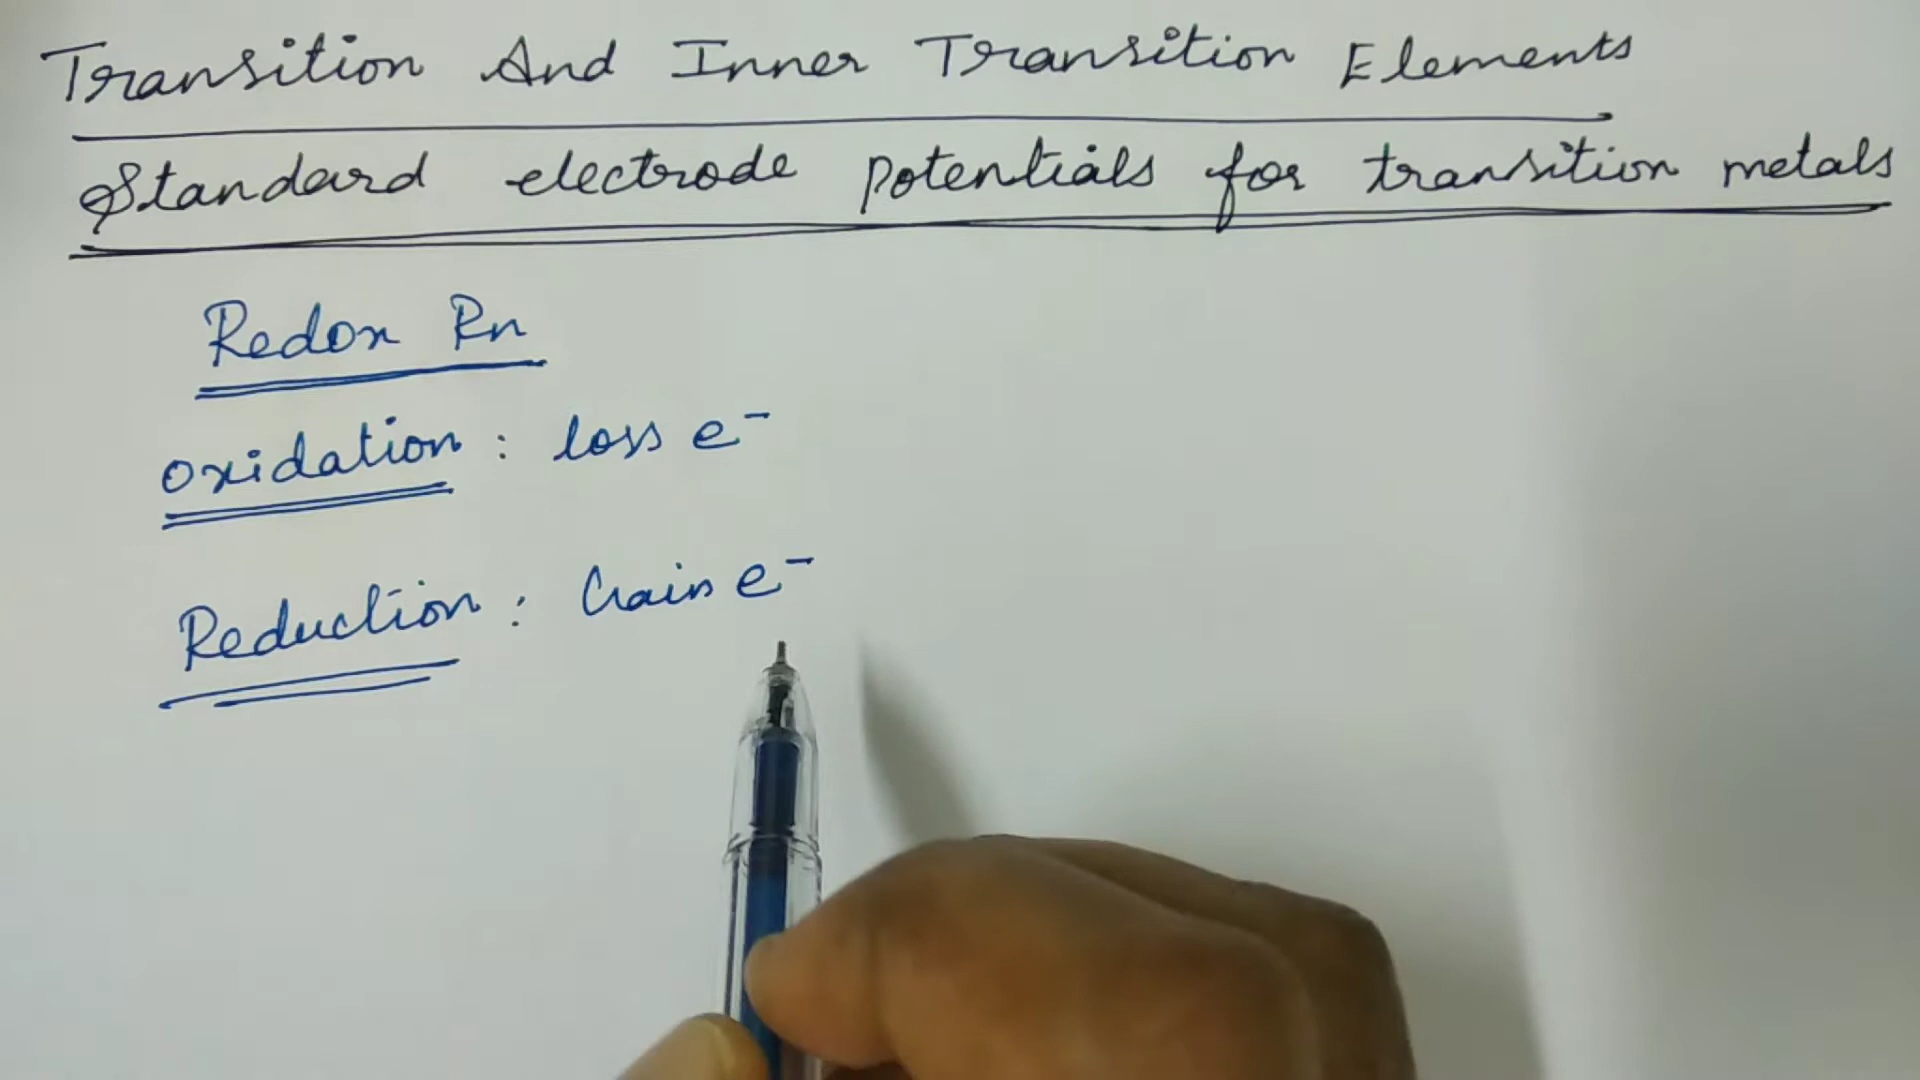 Transition And Inner Transition Elements
Standard electrode potentials for transition metals
Redox Rn
Oxidation : loss e⁻
Reduction : Gain e⁻